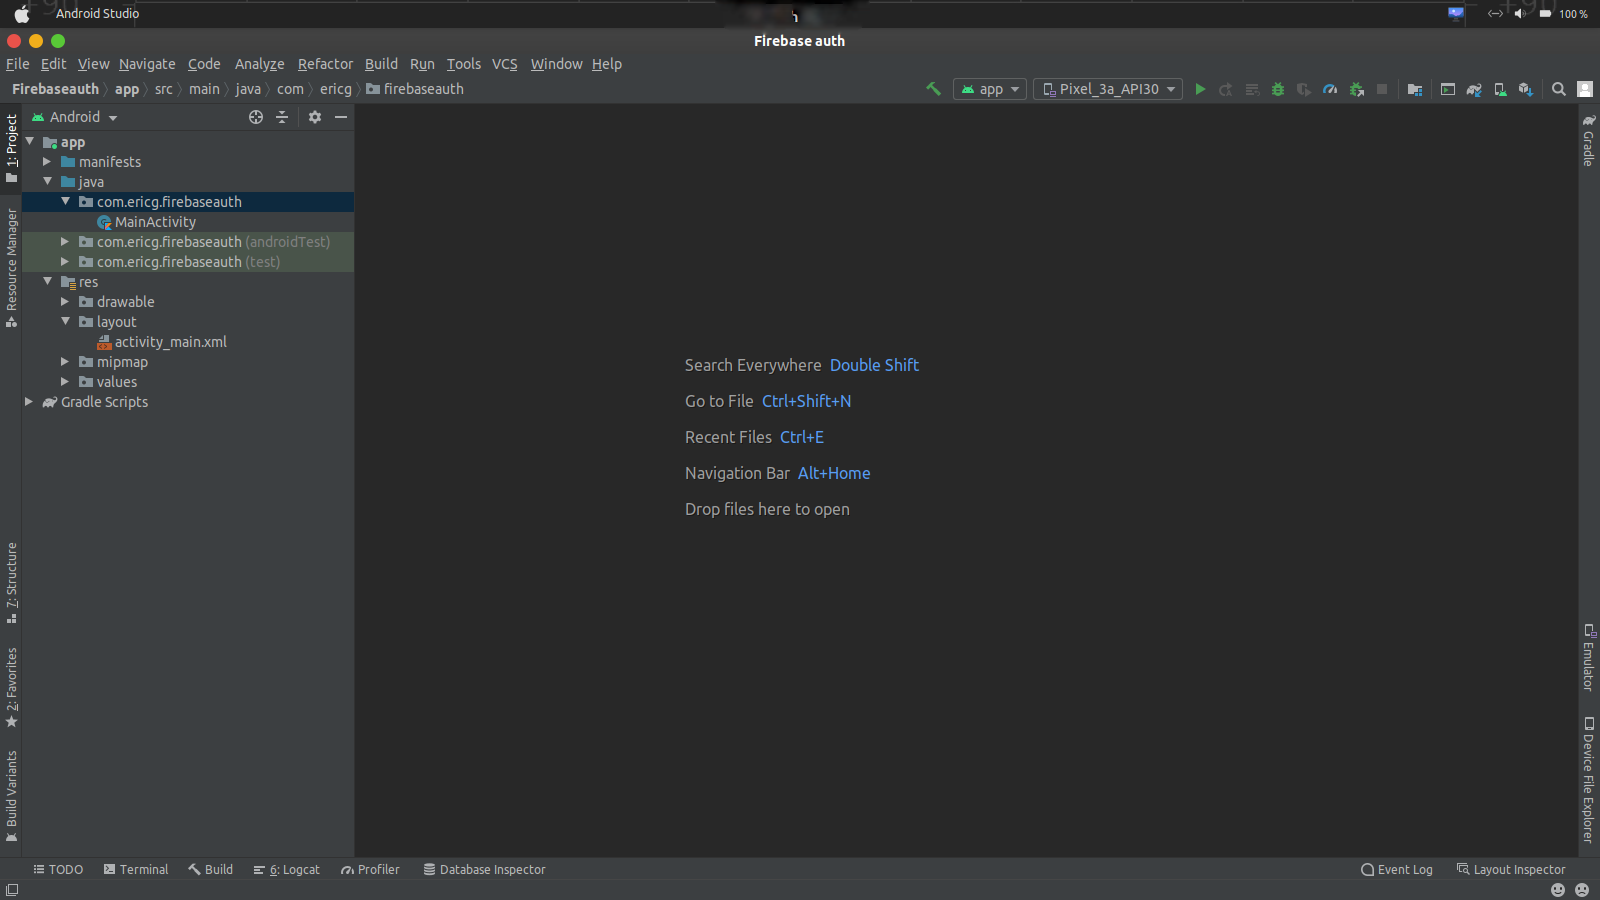 Android Studio
100 %
Firebase auth
File Edit View Navigate Code Analyze Refactor Build Run Tools VCS Window Help
Firebaseauth app src main java com ericg firebaseauth
app Pixel_3a_API30
1: Project
Resource Manager
7: Structure
2: Favorites
Build Variants
Android
app
manifests
java
com.ericg.firebaseauth
MainActivity
com.ericg.firebaseauth (androidTest)
com.ericg.firebaseauth (test)
res
drawable
layout
activity_main.xml
mipmap
values
Gradle Scripts
Search Everywhere Double Shift
Go to File Ctrl+Shift+N
Recent Files Ctrl+E
Navigation Bar Alt+Home
Drop files here to open
Gradle
Emulator
Device File Explorer
TODO Terminal Build 6: Logcat Profiler Database Inspector Event Log Layout Inspector